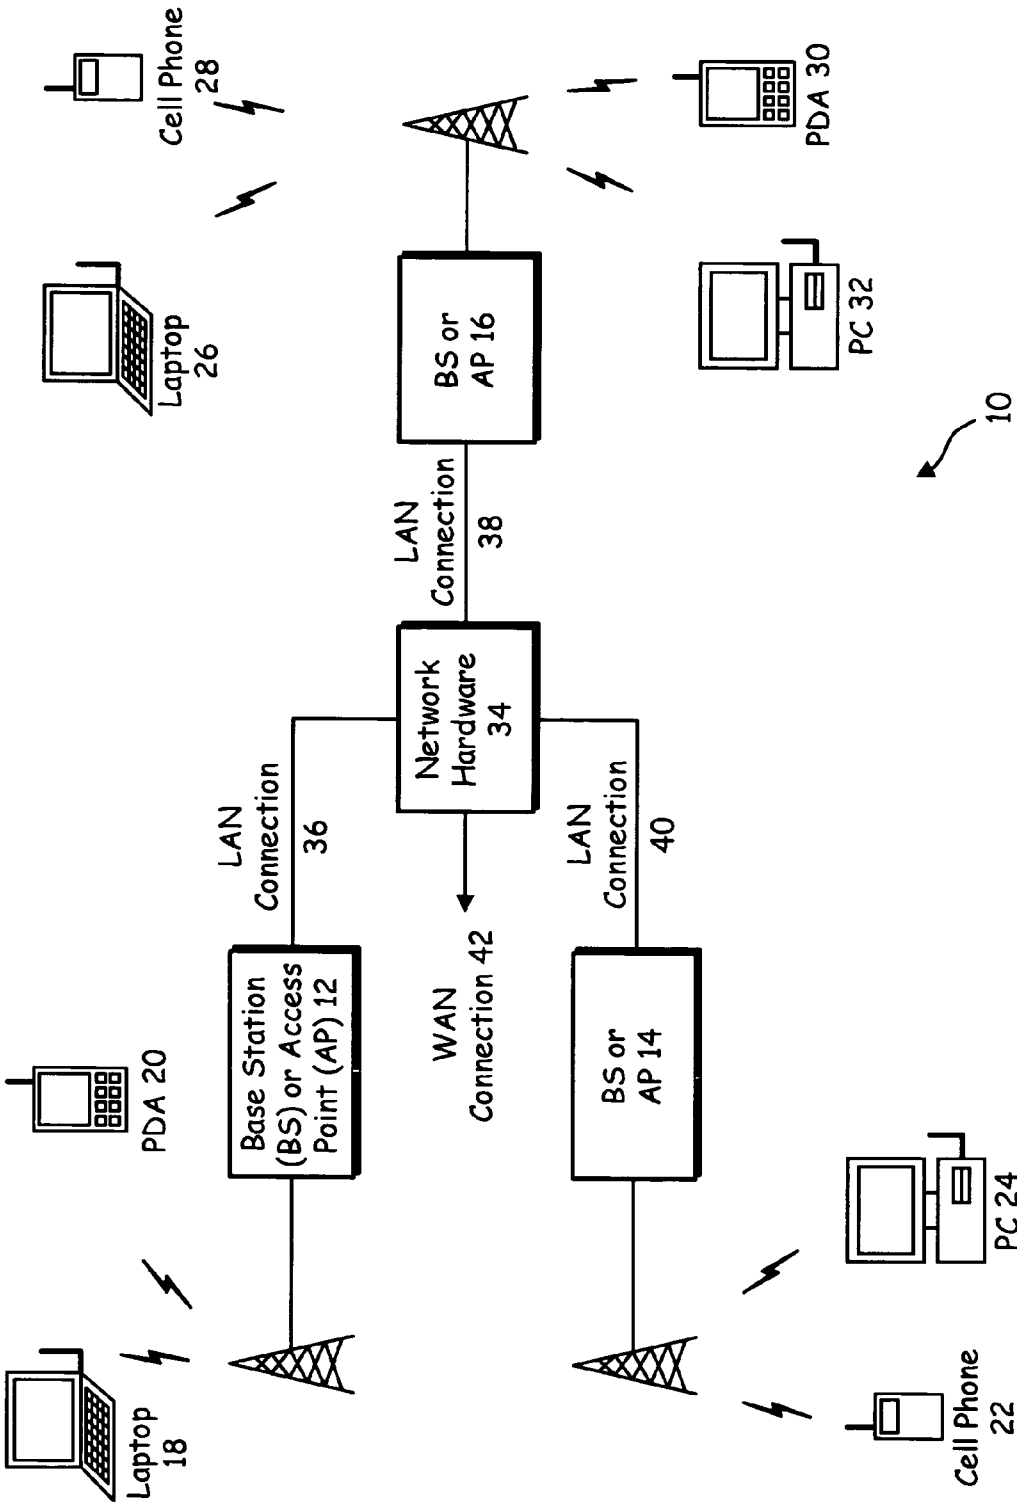 Laptop
18
PDA 20
Base Station
(BS) or Access
Point (AP) 12
LAN
Connection
36
Laptop
26
Cell Phone
28
WAN
Connection 42
Network
Hardware
34
LAN
Connection
38
BS or
AP 16
BS or
AP 14
LAN
Connection
40
Cell Phone
22
PC 24
PC 32
PDA 30
10